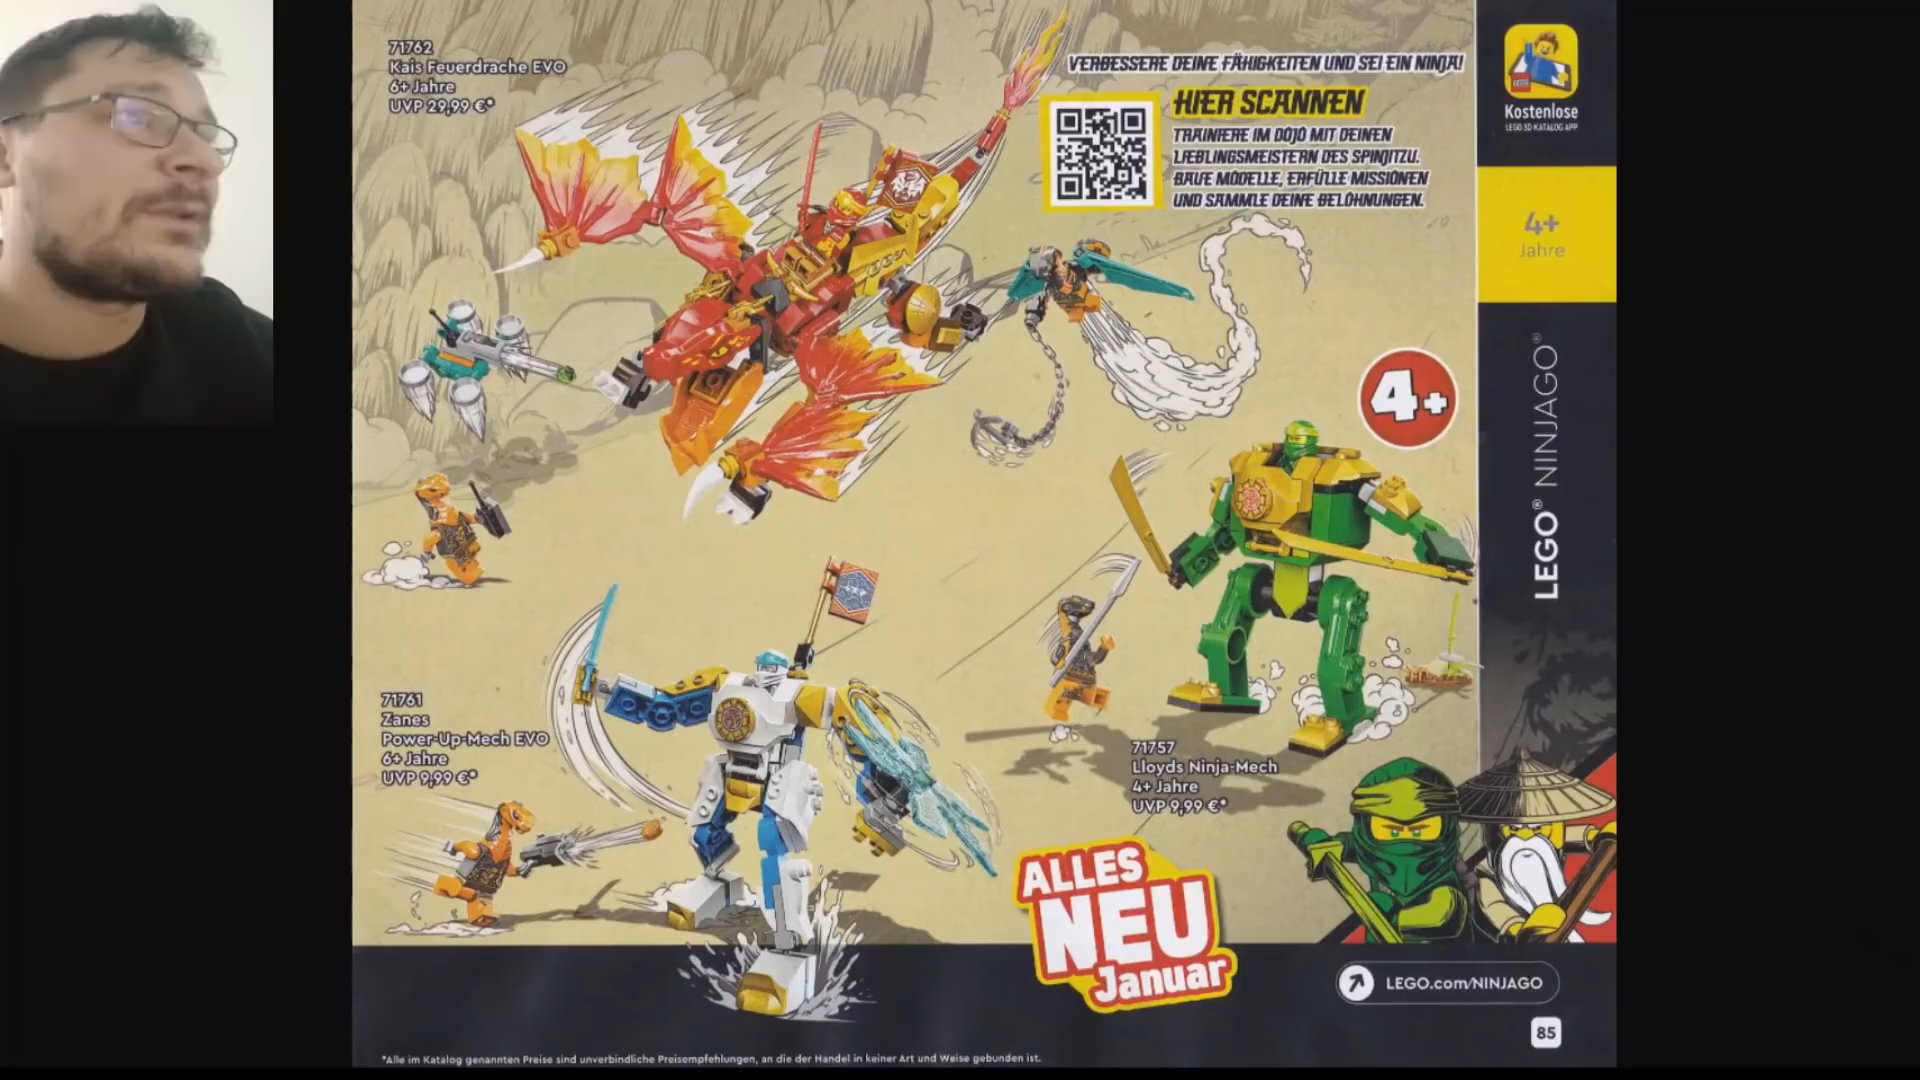 71762
Kais Feuerdrache EVO
6+ Jahre
UVP 29,99 €*
VERBESSERE DEINE FÄHIGKEITEN UND SEI EIN NINJA!
HIER SCANNEN
TRAINIERE IM DOJO MIT DEINEN
LIEBLINGSMEISTERN DES SPINJITZU.
BAUE MODELLE, ERFÜLLE MISSIONEN
UND SAMMLE DEINE BELOHNUNGEN.
LEGO
Kostenlose
LEGO 3D KATALOG APP
4+
Jahre
LEGO® NINJAGO®
4+
71761
Zanes
Power-Up-Mech EVO
6+ Jahre
UVP 9,99 €*
71757
Lloyds Ninja-Mech
4+ Jahre
UVP 9,99 €*
ALLES
NEU
Januar
LEGO.com/NINJAGO
85
*Alle im Katalog genannten Preise sind unverbindliche Preisempfehlungen, an die der Handel in keiner Art und Weise gebunden ist.